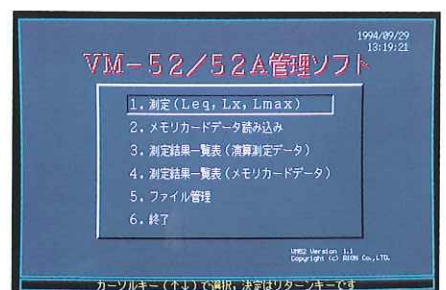 1994/09/29
13:19:21
VM-52/52A管理ソフト
1. 測定(Leq, Lx, Lmax)
2. メモリカードデータ読み込み
3. 測定結果一覧表(演算測定データ)
4. 測定結果一覧表(メモリカードデータ)
5. ファイル管理
6. 終了
VM52 Version 1.1
Copyright (c) RION Co.,LTD.
カーソルキー(↑↓)で選択, 決定はリターンキーです